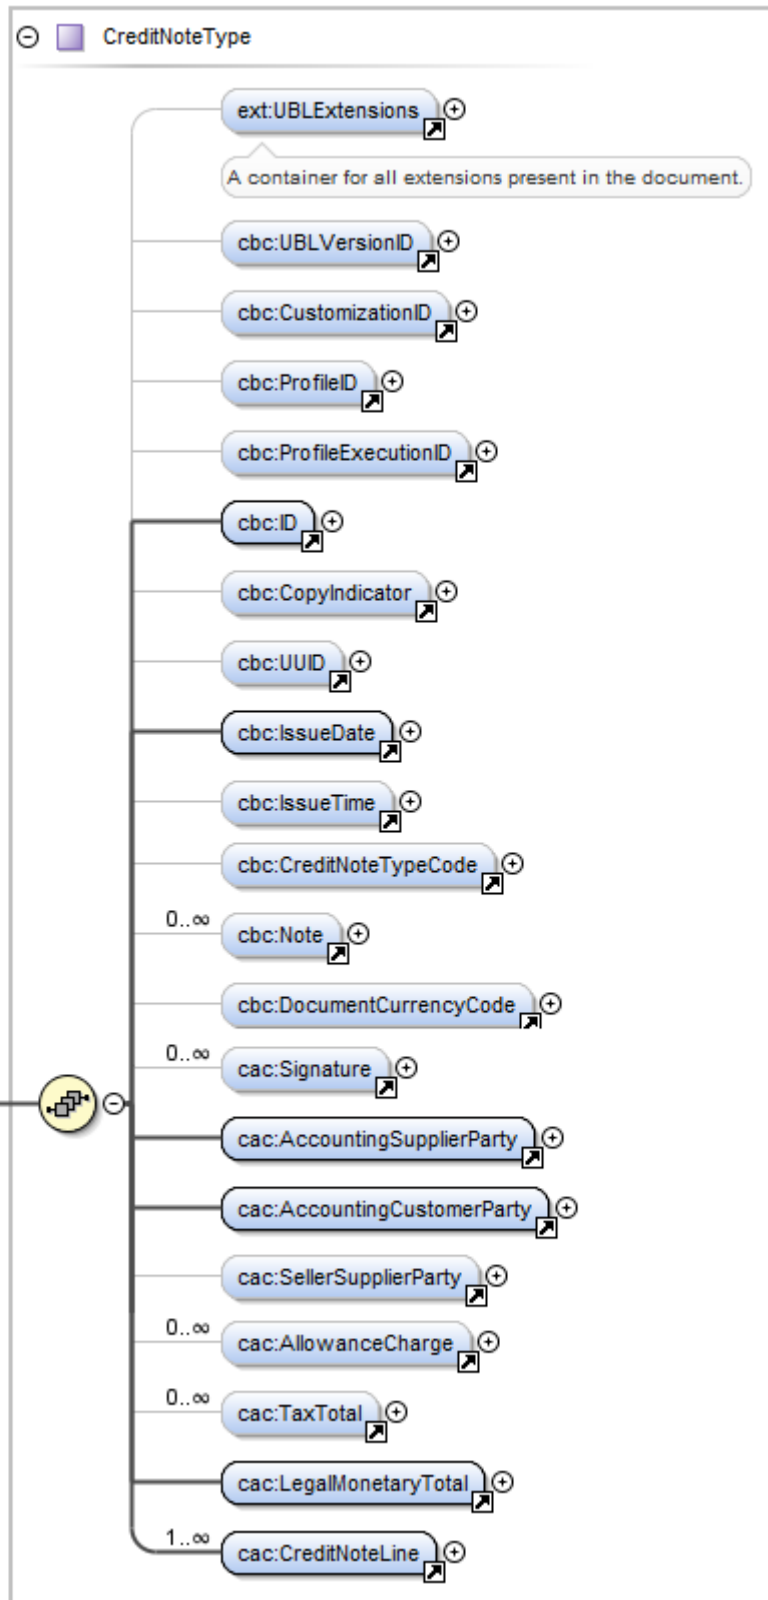 CreditNoteType
ext:UBLExtensions
A container for all extensions present in the document.
cbc:UBLVersionID
cbc:CustomizationID
cbc:ProfileID
cbc:ProfileExecutionID
cbc:ID
cbc:CopyIndicator
cbc:UUID
cbc:IssueDate
cbc:IssueTime
cbc:CreditNoteTypeCode
0..∞
cbc:Note
cbc:DocumentCurrencyCode
0..∞
cac:Signature
cac:AccountingSupplierParty
cac:AccountingCustomerParty
cac:SellerSupplierParty
0..∞
cac:AllowanceCharge
0..∞
cac:TaxTotal
cac:LegalMonetaryTotal
1..∞
cac:CreditNoteLine